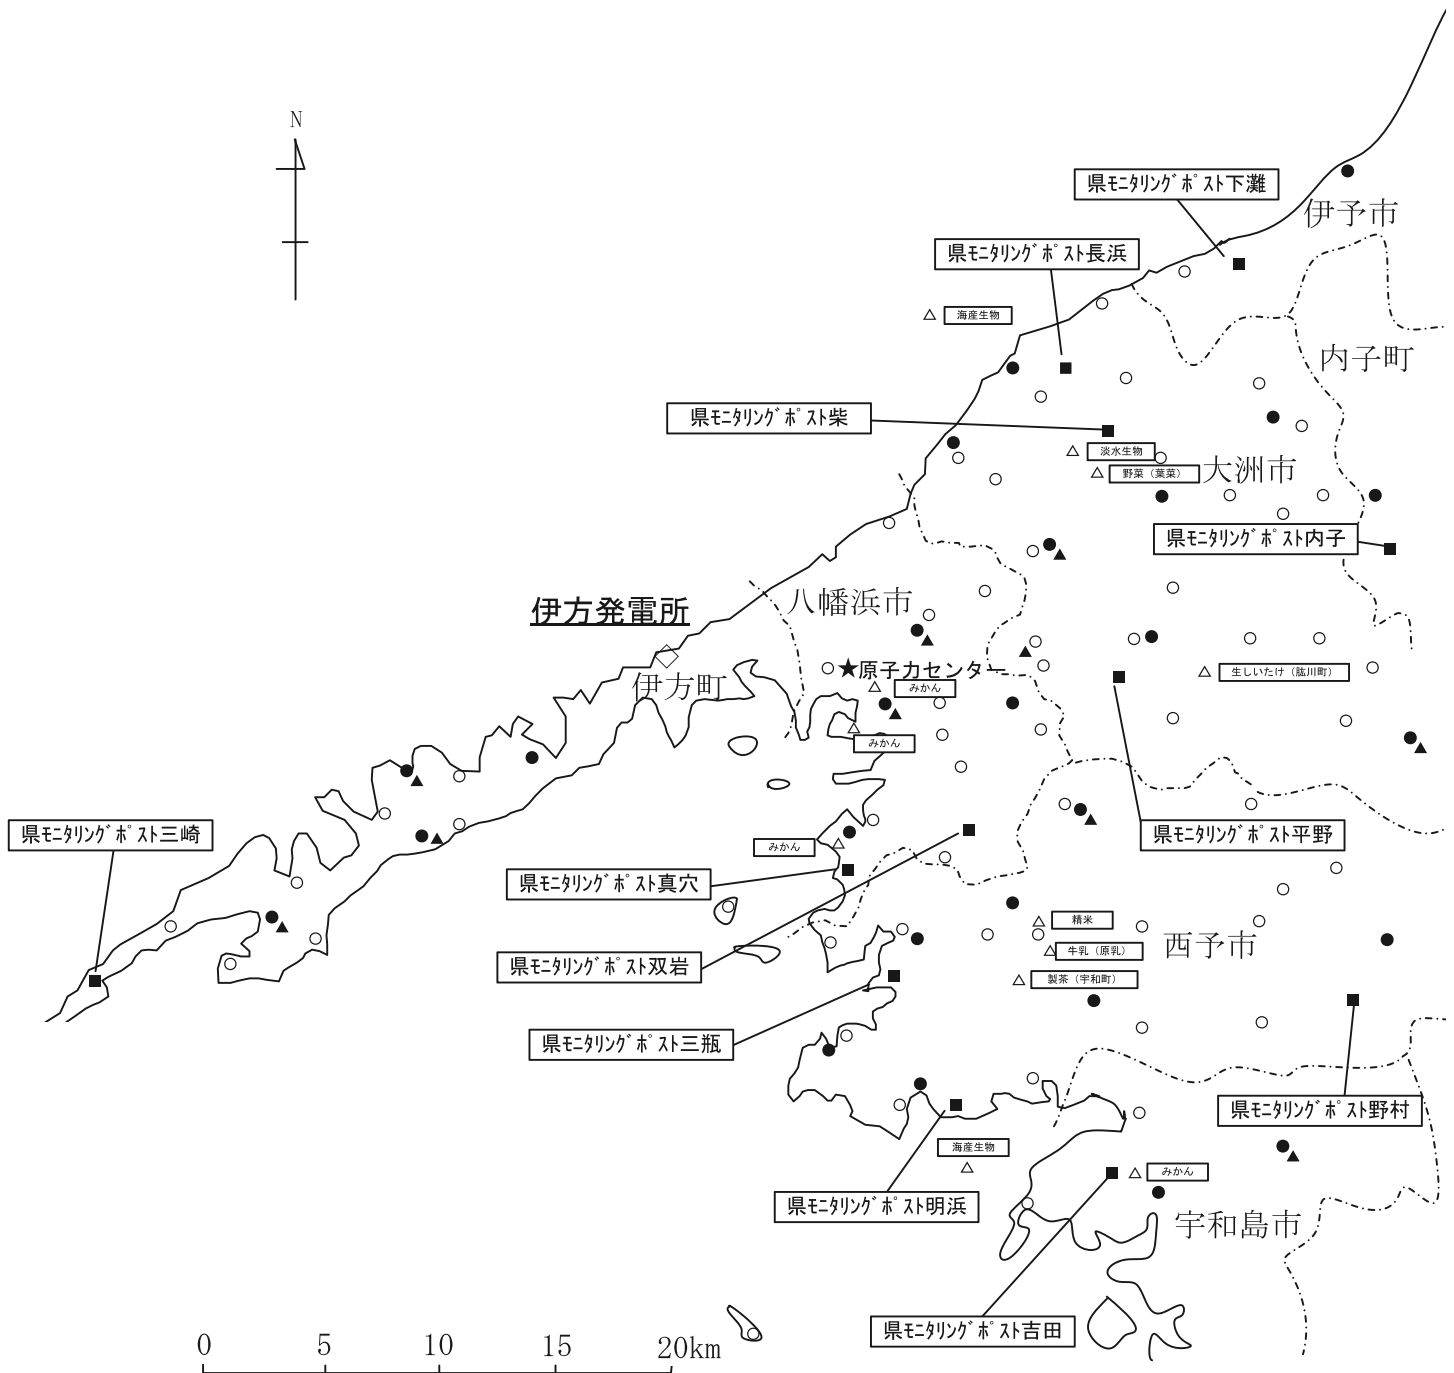 N
県ﾓﾆﾀﾘﾝｸﾞﾎﾟｽﾄ下灘
伊予市
県ﾓﾆﾀﾘﾝｸﾞﾎﾟｽﾄ長浜
海産生物
内子町
県ﾓﾆﾀﾘﾝｸﾞﾎﾟｽﾄ柴
淡水生物
野菜（葉菜）
大洲市
県ﾓﾆﾀﾘﾝｸﾞﾎﾟｽﾄ内子
八幡浜市
伊方発電所
★原子力センター
生しいたけ（肱川町）
伊方町
みかん
みかん
県ﾓﾆﾀﾘﾝｸﾞﾎﾟｽﾄ三崎
県ﾓﾆﾀﾘﾝｸﾞﾎﾟｽﾄ平野
みかん
県ﾓﾆﾀﾘﾝｸﾞﾎﾟｽﾄ真穴
精米
西予市
牛乳（原乳）
県ﾓﾆﾀﾘﾝｸﾞﾎﾟｽﾄ双岩
製茶（宇和町）
県ﾓﾆﾀﾘﾝｸﾞﾎﾟｽﾄ三瓶
県ﾓﾆﾀﾘﾝｸﾞﾎﾟｽﾄ野村
海産生物
みかん
県ﾓﾆﾀﾘﾝｸﾞﾎﾟｽﾄ明浜
宇和島市
県ﾓﾆﾀﾘﾝｸﾞﾎﾟｽﾄ吉田
0 5 10 15 20km